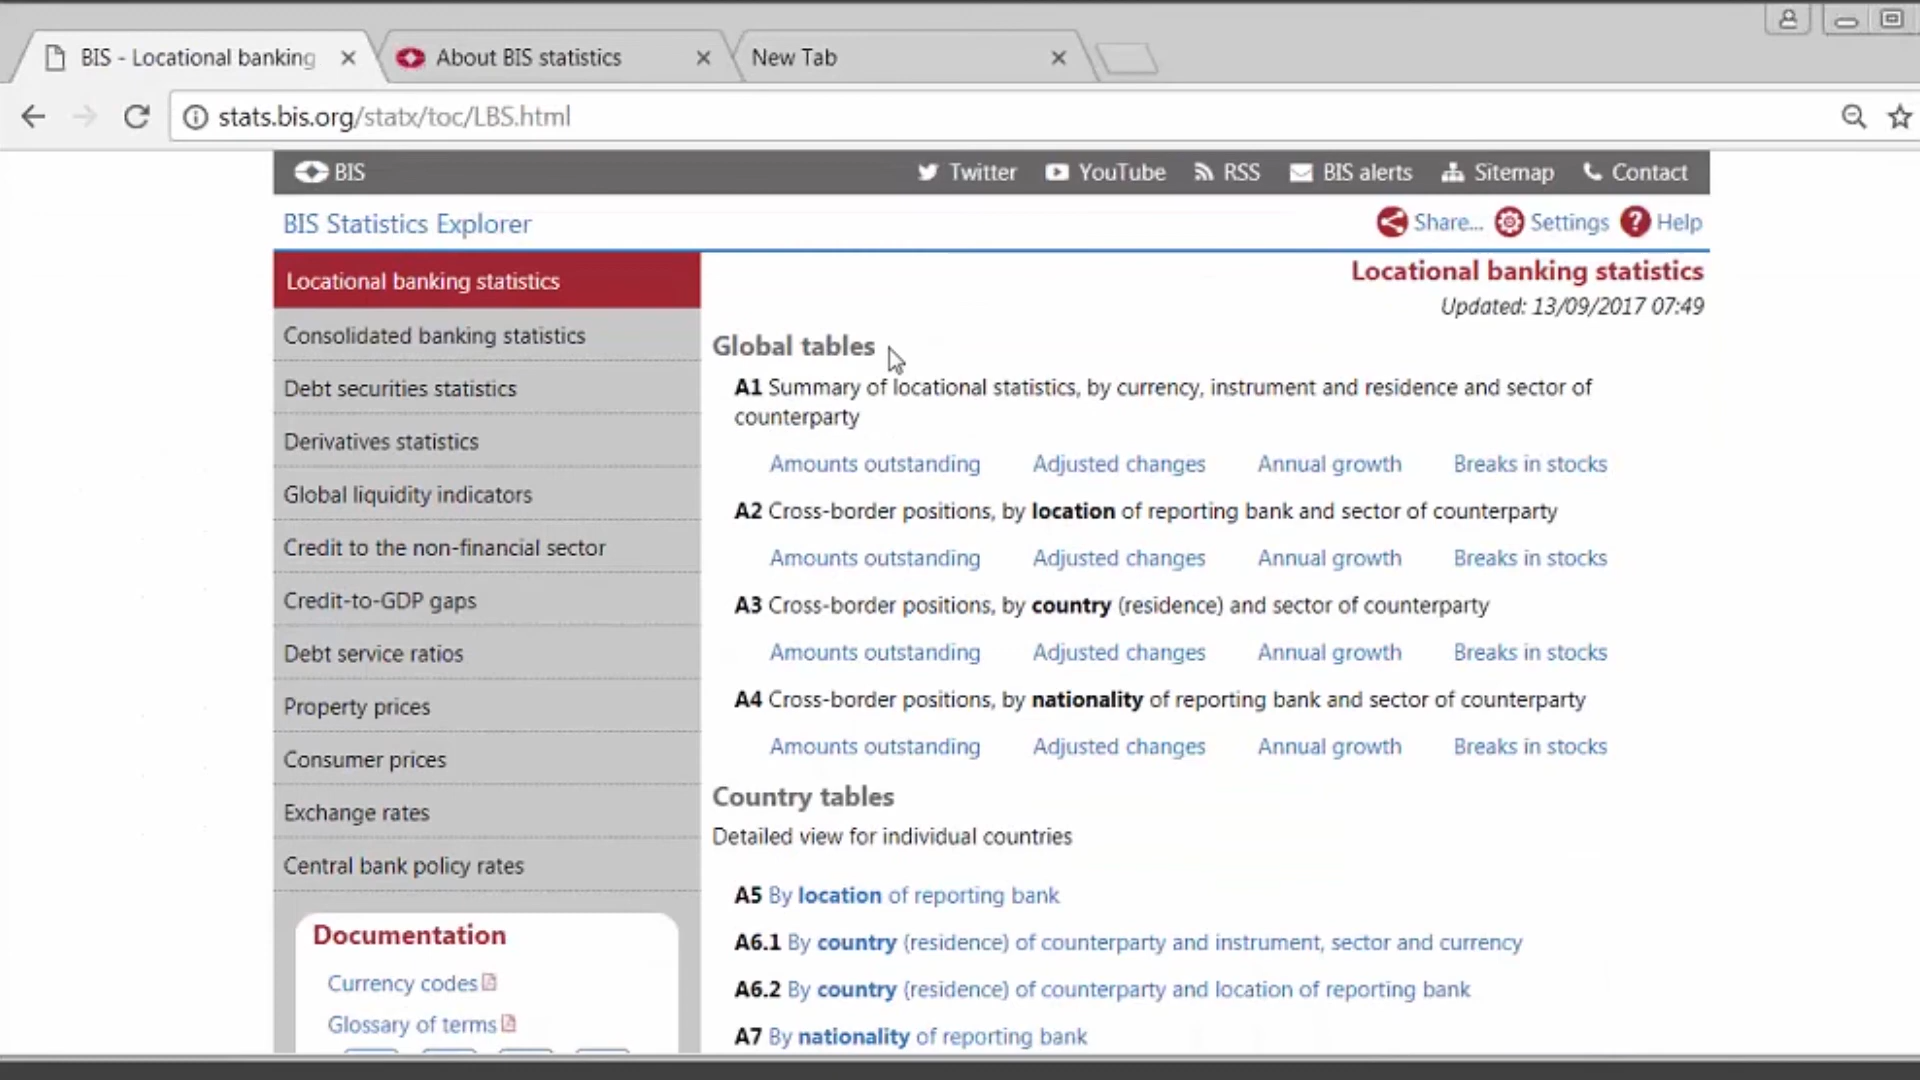 BIS - Locational banking
About BIS statistics
New Tab
stats.bis.org/statx/toc/LBS.html
BIS
Twitter YouTube RSS BIS alerts Sitemap Contact
BIS Statistics Explorer
Share... Settings ? Help
Locational banking statistics
Consolidated banking statistics
Debt securities statistics
Derivatives statistics
Global liquidity indicators
Credit to the non-financial sector
Credit-to-GDP gaps
Debt service ratios
Property prices
Consumer prices
Exchange rates
Central bank policy rates
Documentation
Currency codes
Glossary of terms
Locational banking statistics
Updated: 13/09/2017 07:49
Global tables
A1 Summary of locational statistics, by currency, instrument and residence and sector of
counterparty
Amounts outstanding Adjusted changes Annual growth Breaks in stocks
A2 Cross-border positions, by location of reporting bank and sector of counterparty
Amounts outstanding Adjusted changes Annual growth Breaks in stocks
A3 Cross-border positions, by country (residence) and sector of counterparty
Amounts outstanding Adjusted changes Annual growth Breaks in stocks
A4 Cross-border positions, by nationality of reporting bank and sector of counterparty
Amounts outstanding Adjusted changes Annual growth Breaks in stocks
Country tables
Detailed view for individual countries
A5 By location of reporting bank
A6.1 By country (residence) of counterparty and instrument, sector and currency
A6.2 By country (residence) of counterparty and location of reporting bank
A7 By nationality of reporting bank